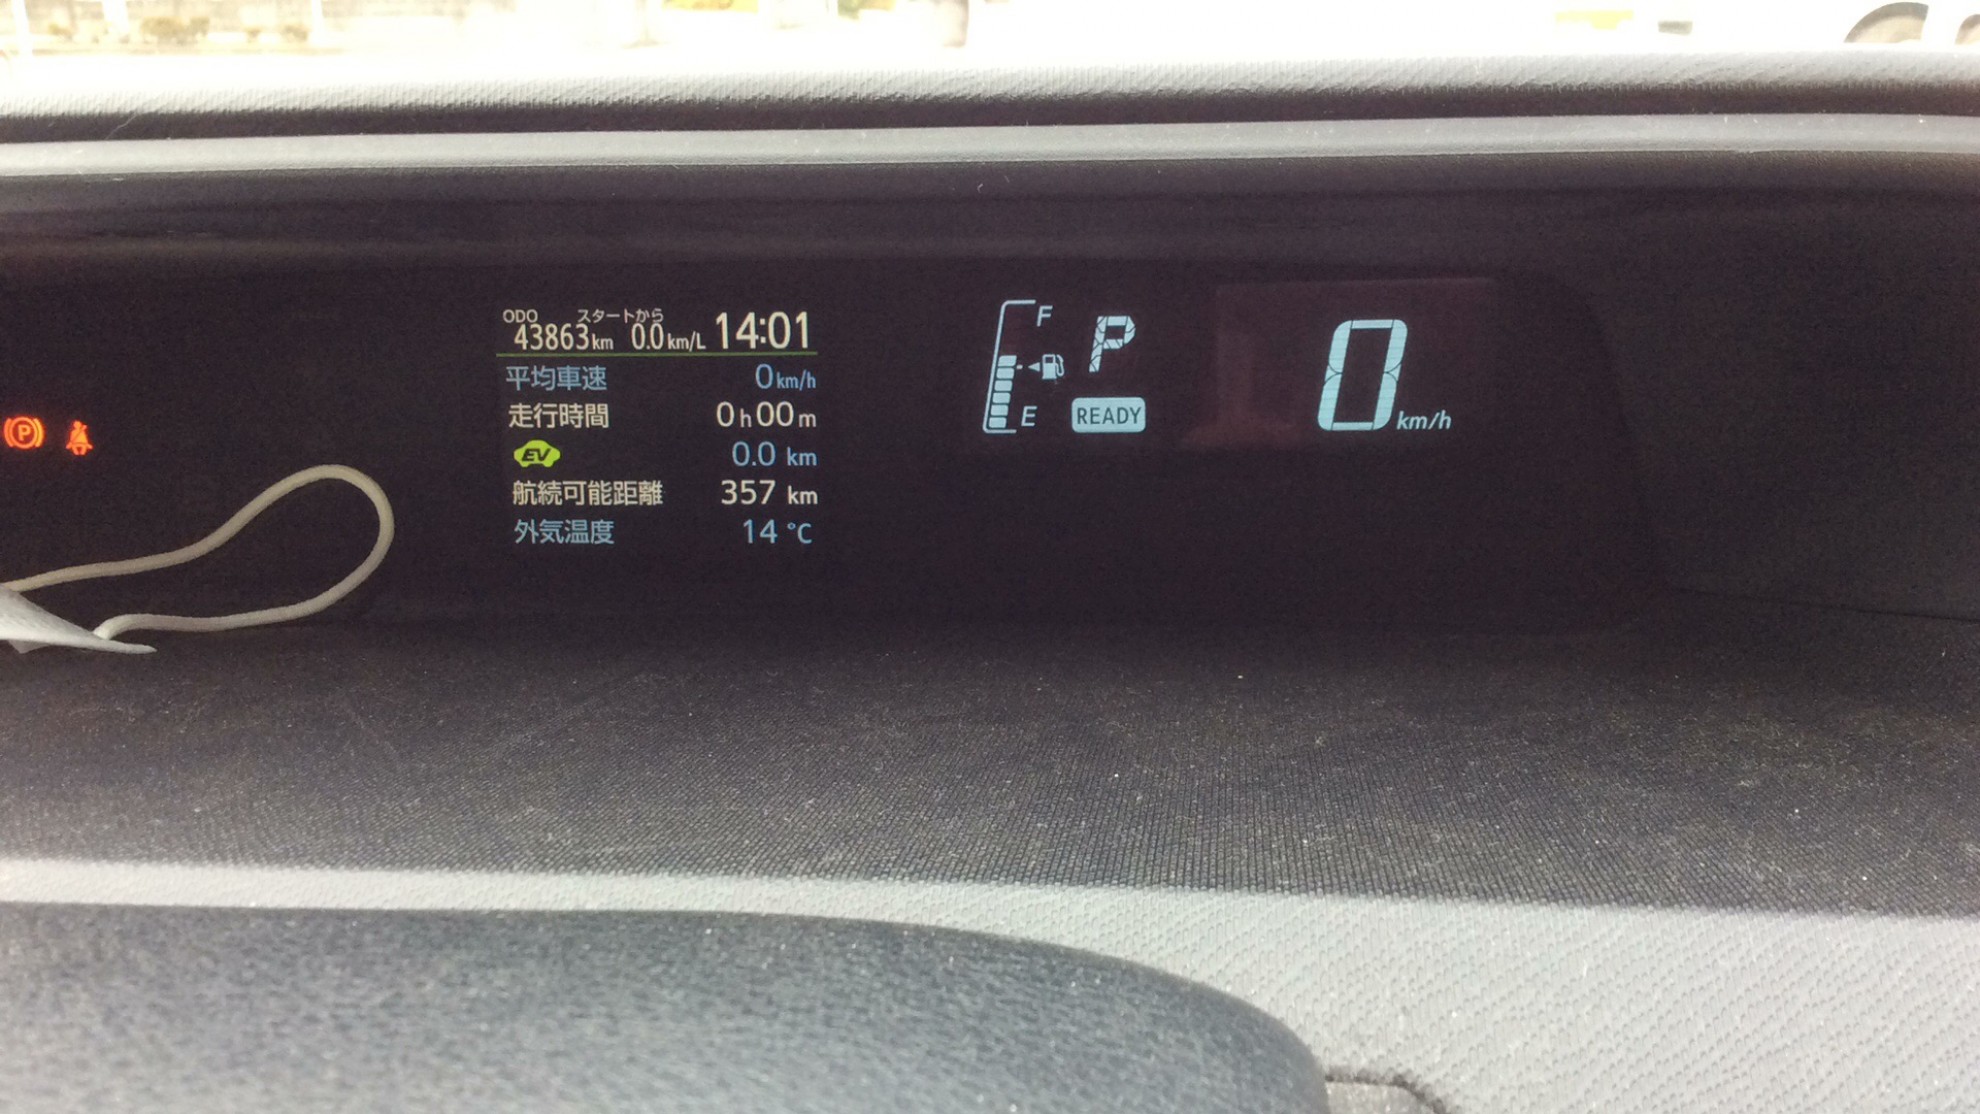 ODO スタートから
43863km 0.0km/L 14:01
平均車速 0km/h
走行時間 0h00m
EV 0.0 km
航続可能距離 357 km
外気温度 14 °C
P
F
E
P
READY
0km/h